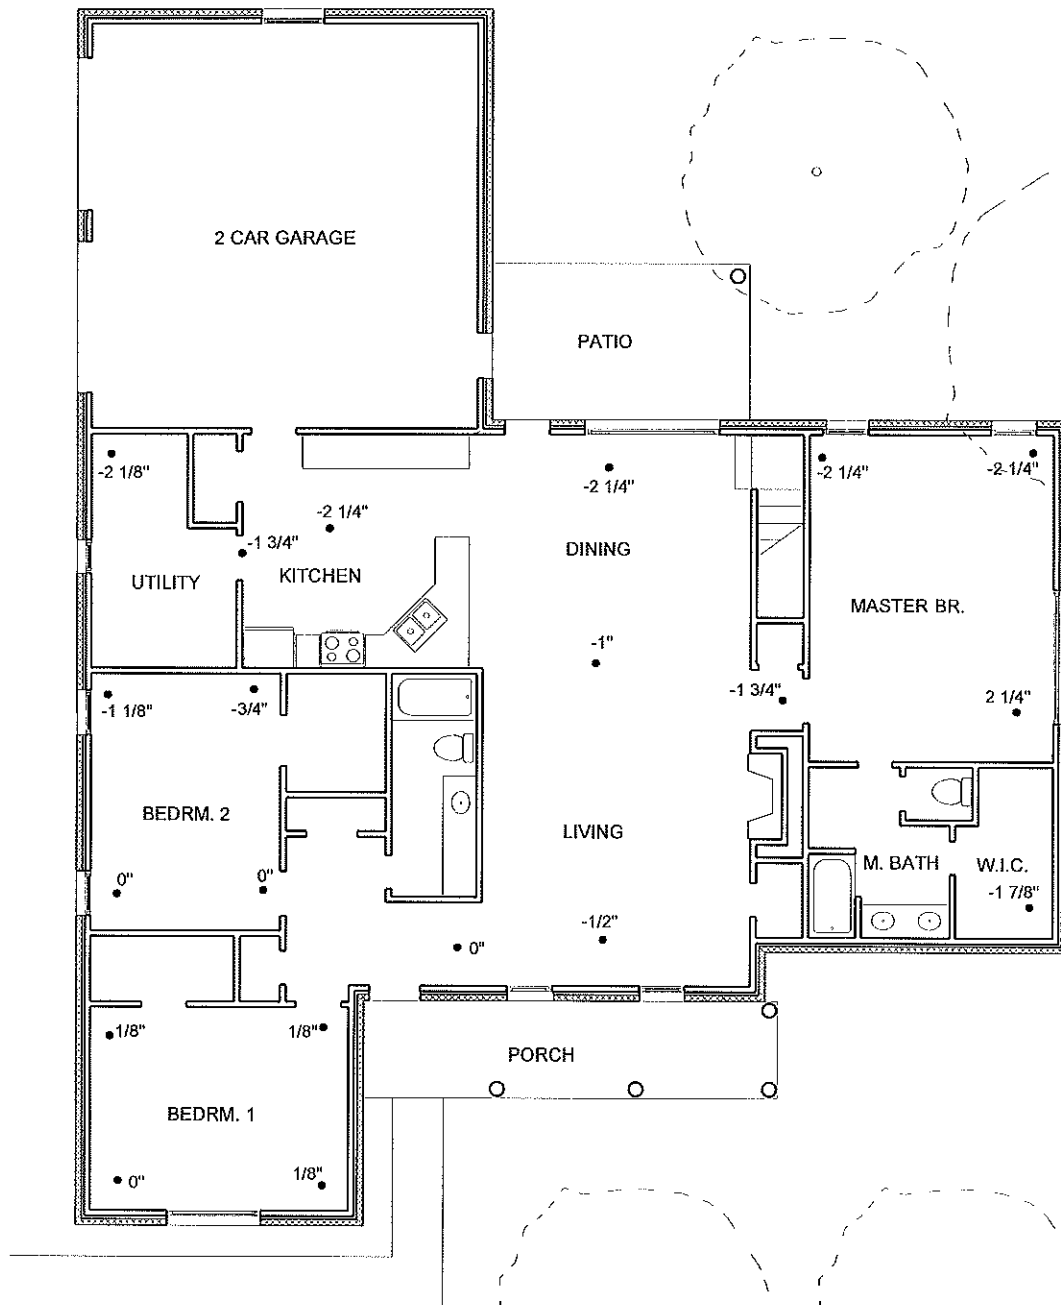 2 CAR GARAGE
PATIO
-2 1/8"
-2 1/4"
-2 1/4"
-2 1/4"
-2 1/4"
-1 3/4"
DINING
UTILITY
KITCHEN
MASTER BR.
-1"
-1 1/8"
-3/4"
-1 3/4"
2 1/4"
BEDRM. 2
LIVING
M. BATH
W.I.C.
0"
0"
-1 7/8"
-1/2"
0"
1/8"
1/8"
PORCH
BEDRM. 1
0"
1/8"